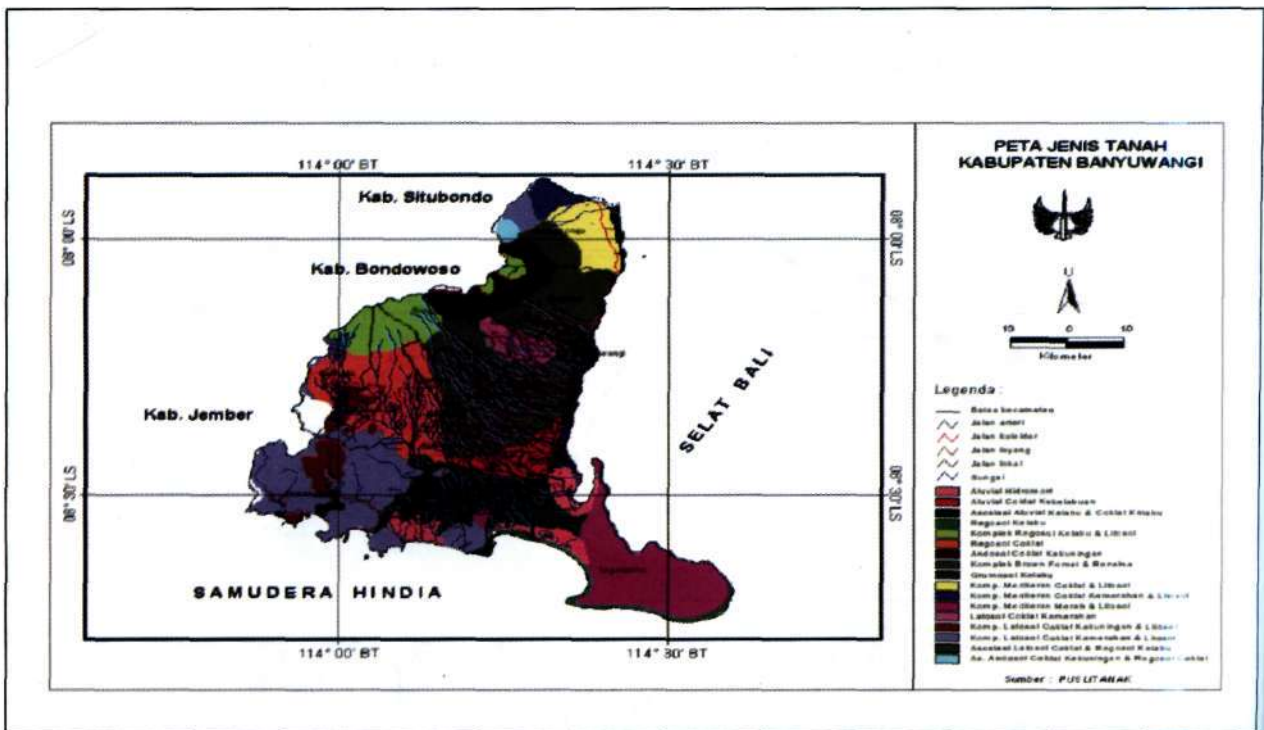 PETA JENIS TANAH
KABUPATEN BANYUWANGI
U
10 0 10
Kilometer
114° 00' BT 114° 30' BT
Kab. Situbondo
08° 00' LS 08° 00' LS
Kab. Bondowoso
Kab. Jember
SELAT BALI
08° 30' LS 08° 30' LS
SAMUDERA HINDIA
114° 00' BT 114° 30' BT
Legenda :
Batas kecamatan
Jalan arteri
Jalan kolektor
Jalan layang
Jalan lokal
Sungai
Aluvial Hidromorf
Aluvial Coklat Kekelabuan
Asosiasi Aluvial Kelabu & Coklat Kelabu
Regosol Kelabu
Komplek Regosol Kelabu & Litosol
Regosol Coklat
Andosol Coklat Kekuningan
Komplek Brown Forest & Renzina
Grumosol Kelabu
Komp. Mediteran Coklat & Litosol
Komp. Mediteran Coklat Kemerahan & Litosol
Komp. Mediteran Merah & Litosol
Latosol Coklat Kemerahan
Komp. Latosol Coklat Kekuningan & Litosol
Komp. Latosol Coklat Kemerahan & Litosol
Asosiasi Latosol Coklat & Regosol Kelabu
As. Andosol Coklat Kekuningan & Regosol Coklat
Sumber : PUSLITANAK